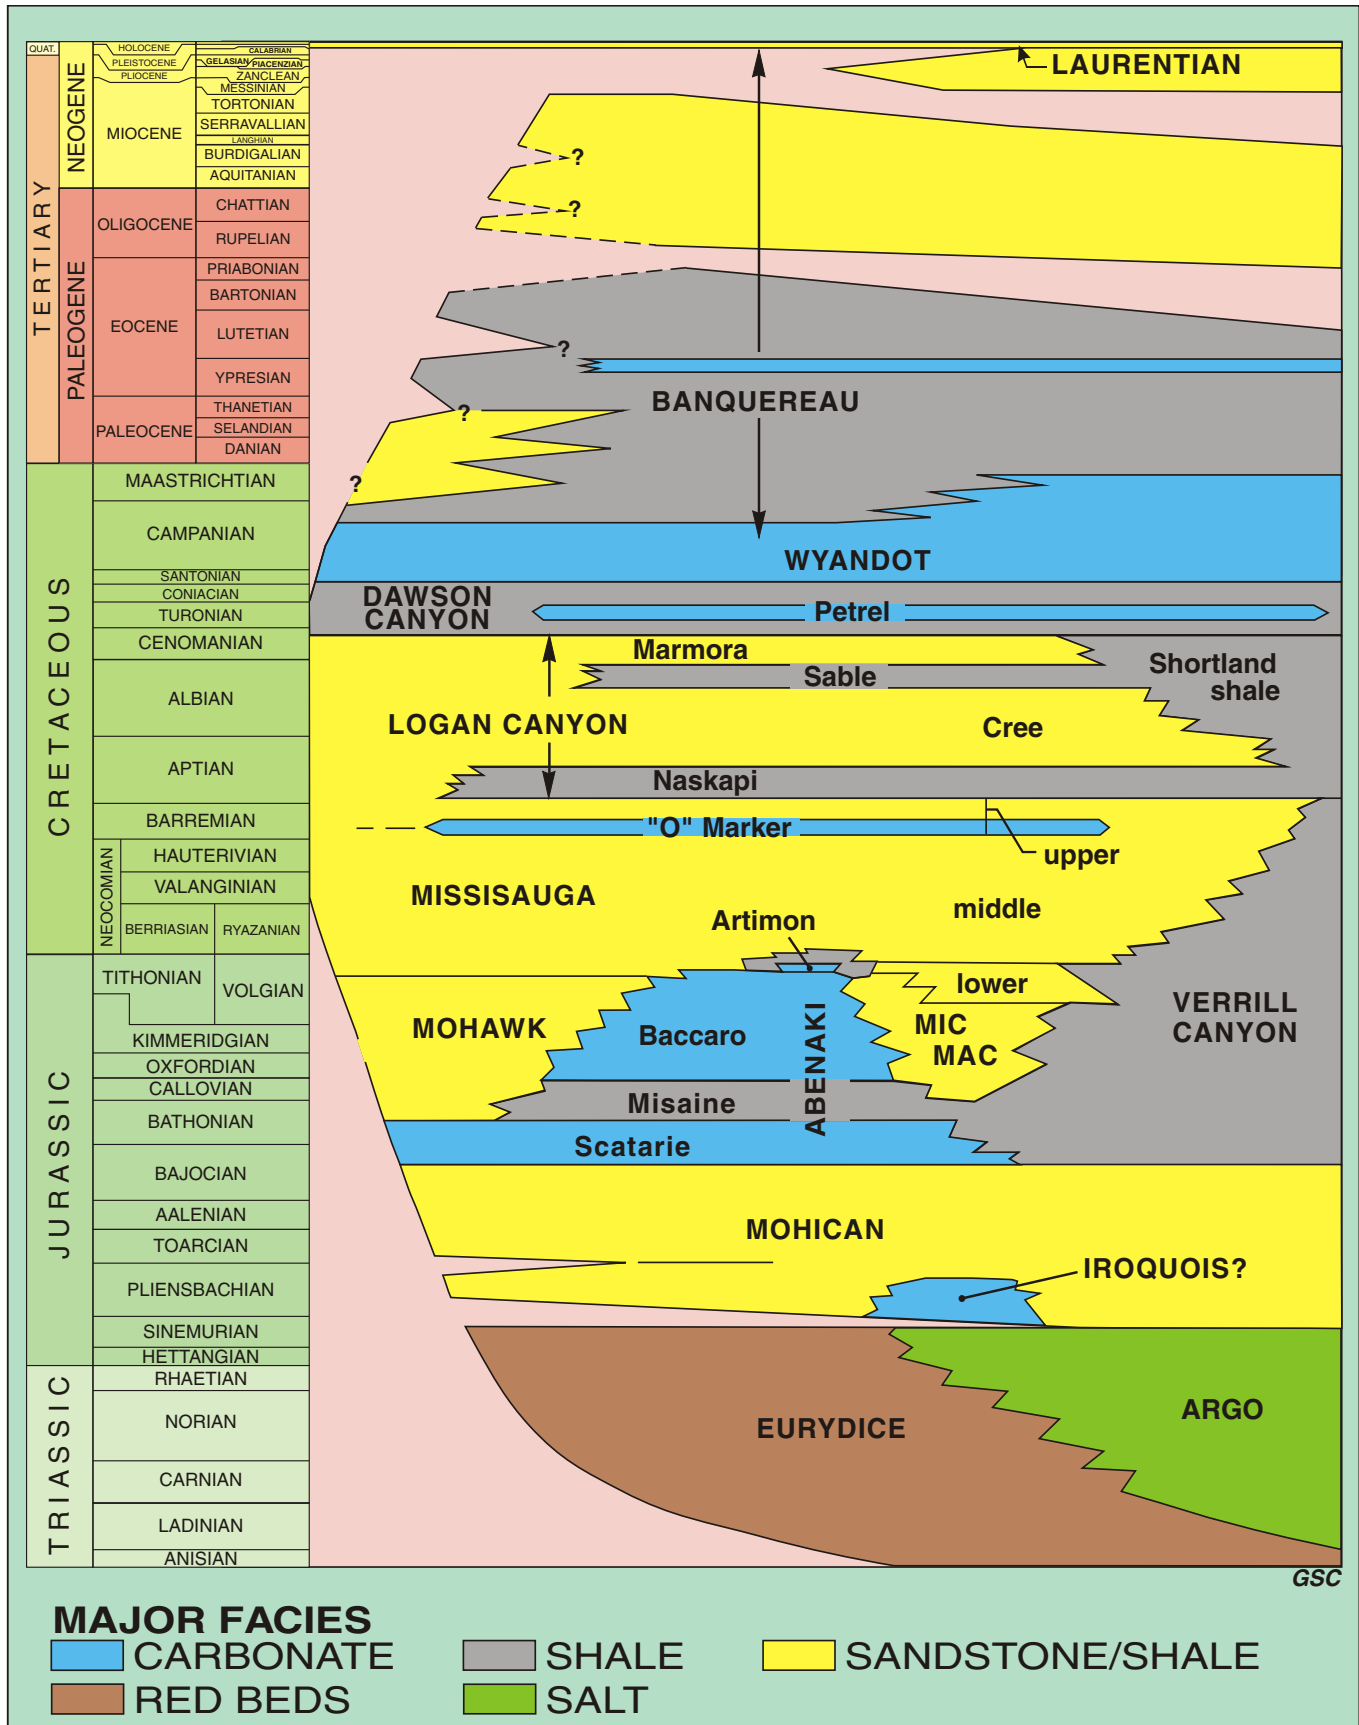 QUAT.
TERTIARY
NEOGENE
PALEOGENE
CRETACEOUS
NEOCOMIAN
JURASSIC
TRIASSIC
HOLOCENE
PLEISTOCENE
PLIOCENE
MIOCENE
OLIGOCENE
EOCENE
PALEOCENE
CALABRIAN
GELASIAN
PIACENZIAN
ZANCLEAN
MESSINIAN
TORTONIAN
SERRAVALLIAN
LANGHIAN
BURDIGALIAN
AQUITANIAN
CHATTIAN
RUPELIAN
PRIABONIAN
BARTONIAN
LUTETIAN
YPRESIAN
THANETIAN
SELANDIAN
DANIAN
MAASTRICHTIAN
CAMPANIAN
SANTONIAN
CONIACIAN
TURONIAN
CENOMANIAN
ALBIAN
APTIAN
BARREMIAN
HAUTERIVIAN
VALANGINIAN
BERRIASIAN
RYAZANIAN
TITHONIAN
VOLGIAN
KIMMERIDGIAN
OXFORDIAN
CALLOVIAN
BATHONIAN
BAJOCIAN
AALENIAN
TOARCIAN
PLIENSBACHIAN
SINEMURIAN
HETTANGIAN
RHAETIAN
NORIAN
CARNIAN
LADINIAN
ANISIAN
LAURENTIAN
?
?
?
BANQUEREAU
?
?
WYANDOT
DAWSON
CANYON
Petrel
Marmora
Sable
Shortland
shale
LOGAN CANYON
Cree
Naskapi
"O" Marker
upper
MISSISAUGA
middle
Artimon
lower
VERRILL
CANYON
MOHAWK
Baccaro
ABENAKI
MIC
MAC
Misaine
Scatarie
MOHICAN
IROQUOIS?
ARGO
EURYDICE
GSC
MAJOR FACIES
CARBONATE
SHALE
SANDSTONE/SHALE
RED BEDS
SALT